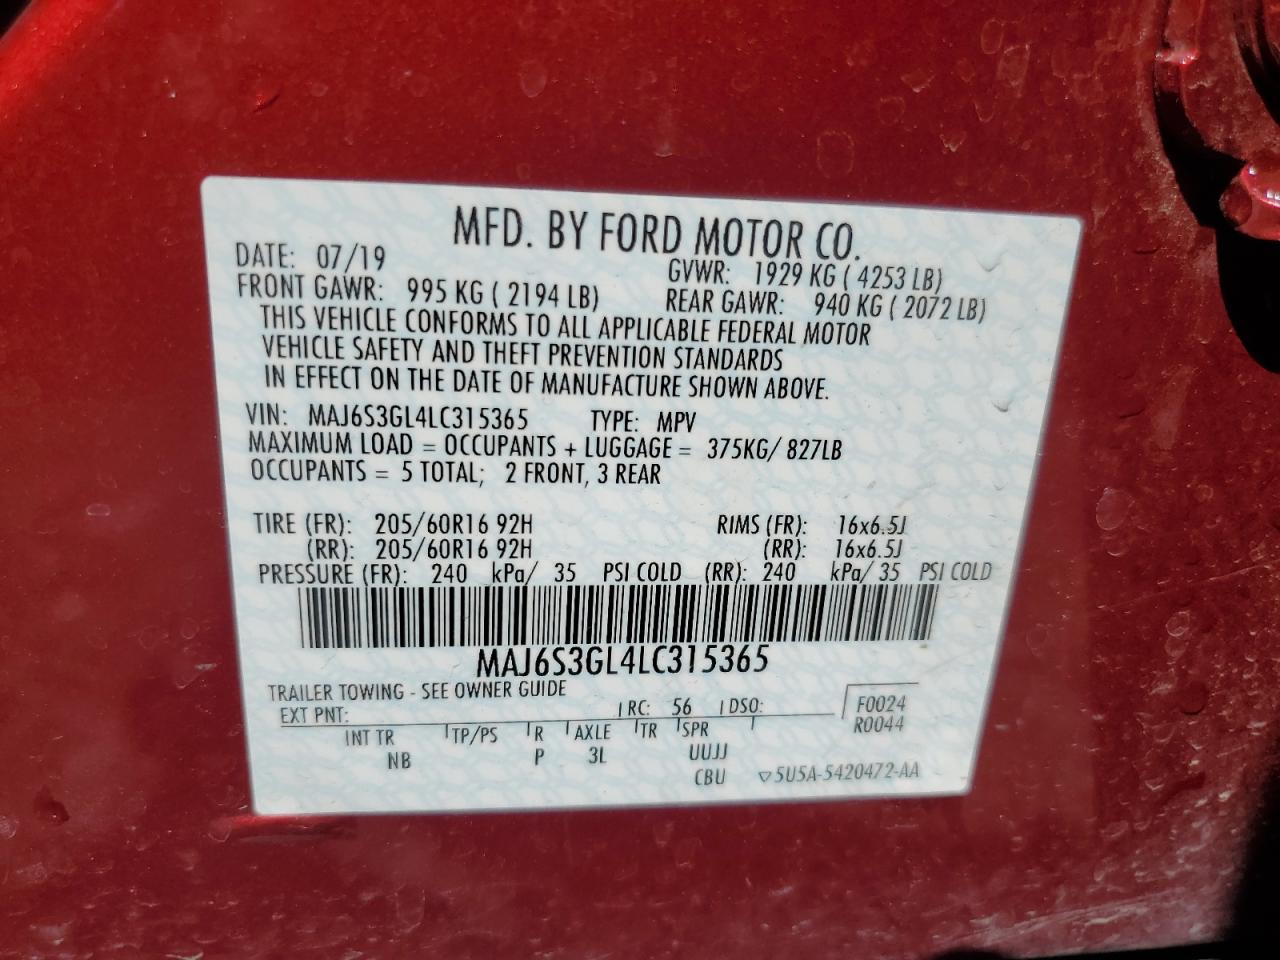 MFD. BY FORD MOTOR CO.
DATE: 07/19 GVWR: 1929 KG ( 4253 LB)
FRONT GAWR: 995 KG ( 2194 LB) REAR GAWR: 940 KG ( 2072 LB)
THIS VEHICLE CONFORMS TO ALL APPLICABLE FEDERAL MOTOR
VEHICLE SAFETY AND THEFT PREVENTION STANDARDS
IN EFFECT ON THE DATE OF MANUFACTURE SHOWN ABOVE.
VIN: MAJ6S3GL4LC315365 TYPE: MPV
MAXIMUM LOAD = OCCUPANTS + LUGGAGE = 375KG/ 827LB
OCCUPANTS = 5 TOTAL; 2 FRONT, 3 REAR
TIRE (FR): 205/60R16 92H RIMS (FR): 16x6.5J
(RR): 205/60R16 92H (RR): 16x6.5J
PRESSURE (FR): 240 kPa/ 35 PSI COLD (RR): 240 kPa/ 35 PSI COLD
MAJ6S3GL4LC315365
TRAILER TOWING - SEE OWNER GUIDE
EXT PNT: RC: 56 DSO: F0024
INT TR TP/PS R AXLE TR SPR R0044
NB P 3L UUJJ
CBU ▽5U5A-5420472-AA